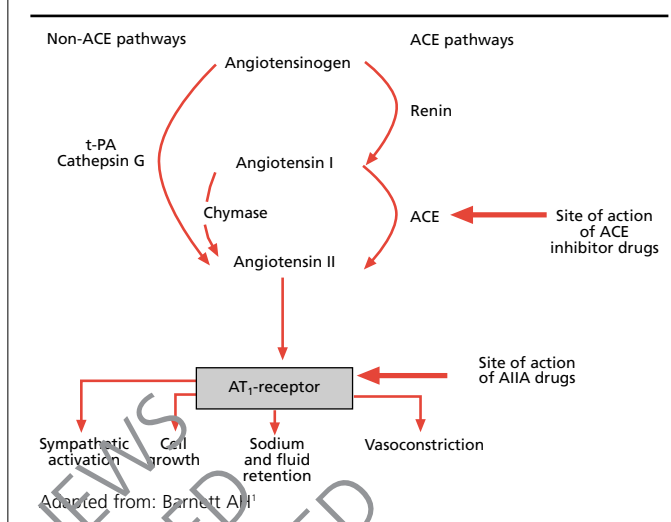 Non-ACE pathways
ACE pathways
Angiotensinogen
Renin
t-PA
Cathepsin G
Angiotensin I
Chymase
ACE
Site of action
of ACE
inhibitor drugs
Angiotensin II
Site of action
of AIIA drugs
AT₁-receptor
Sympathetic
activation
Cell
growth
Sodium
and fluid
retention
Vasoconstriction
Adapted from: Barnett AH¹